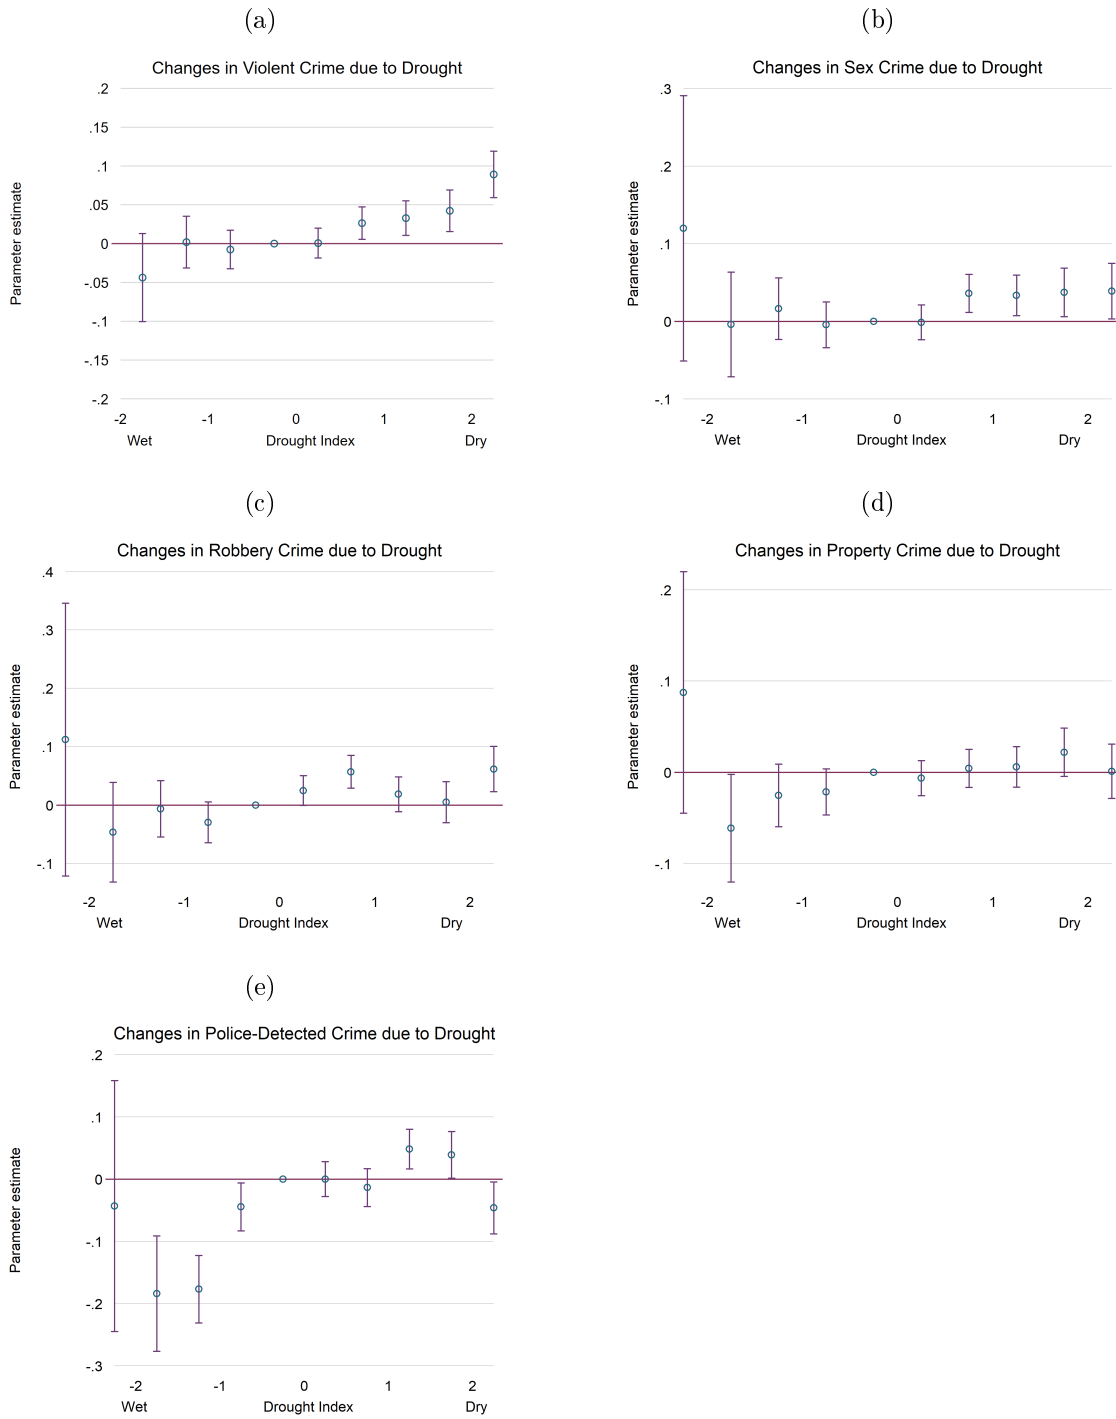 (a)
Changes in Violent Crime due to Drought
Parameter estimate
.2
.15
.1
.05
0
-.05
-.1
-.15
-.2
-2 -1 0 1 2
Wet Drought Index Dry
(b)
Changes in Sex Crime due to Drought
Parameter estimate
.3
.2
.1
0
-.1
-2 -1 0 1 2
Wet Drought Index Dry
(c)
Changes in Robbery Crime due to Drought
Parameter estimate
.4
.3
.2
.1
0
-.1
-2 -1 0 1 2
Wet Drought Index Dry
(d)
Changes in Property Crime due to Drought
Parameter estimate
.2
.1
0
-.1
-2 -1 0 1 2
Wet Drought Index Dry
(e)
Changes in Police-Detected Crime due to Drought
Parameter estimate
.2
.1
0
-.1
-.2
-.3
-2 -1 0 1 2
Wet Drought Index Dry